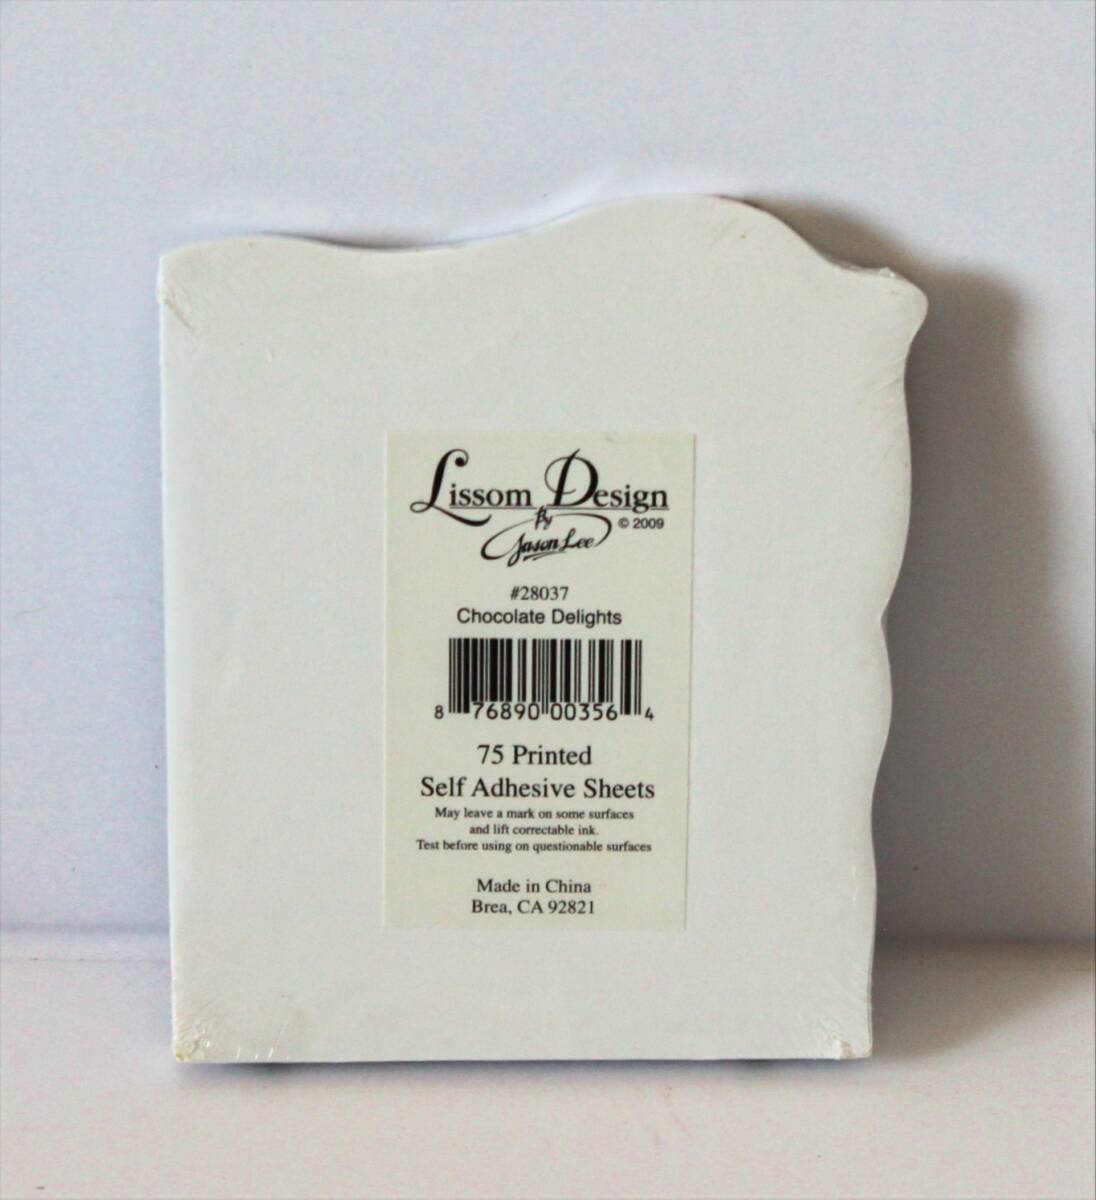 Lissom Design
By
Jason Lee
© 2009
#28037
Chocolate Delights
8 76890 00356 4
75 Printed
Self Adhesive Sheets
May leave a mark on some surfaces
and lift correctable ink.
Test before using on questionable surfaces
Made in China
Brea, CA 92821